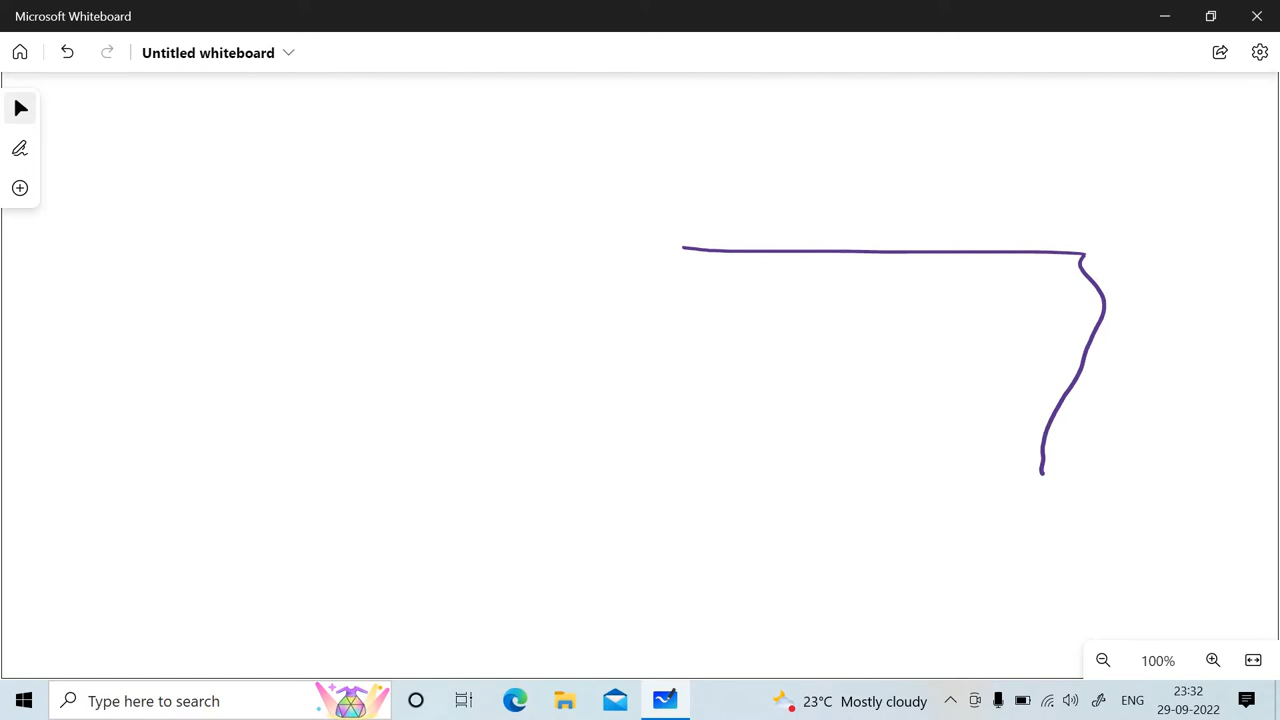 Microsoft Whiteboard
Untitled whiteboard
100%
Type here to search
23°C Mostly cloudy
ENG
23:32
29-09-2022